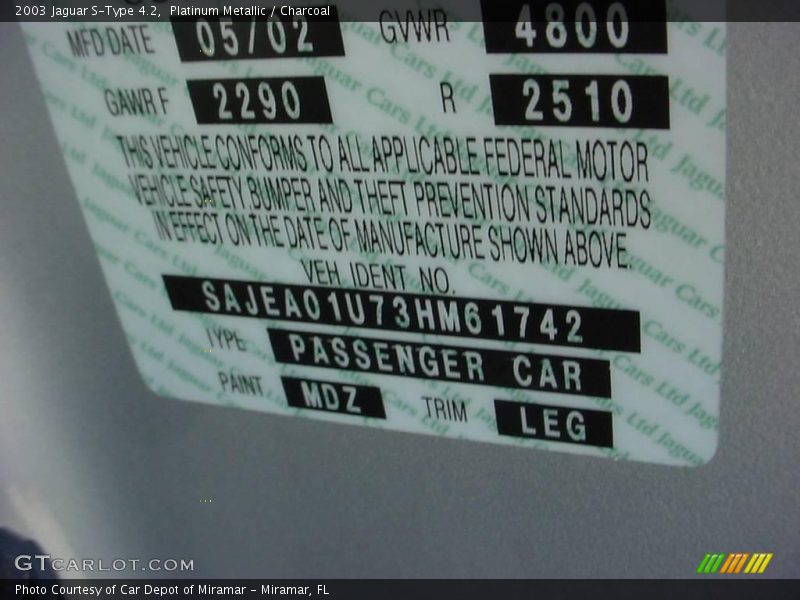 2003 Jaguar S-Type 4.2, Platinum Metallic / Charcoal
MFD DATE 05/02 GVWR 4800
GAWR F 2290 R 2510
THIS VEHICLE CONFORMS TO ALL APPLICABLE FEDERAL MOTOR
VEHICLE SAFETY BUMPER AND THEFT PREVENTION STANDARDS
IN EFFECT ON THE DATE OF MANUFACTURE SHOWN ABOVE.
VEH. IDENT. NO.
SAJEA01U73HM61742
TYPE PASSENGER CAR
PAINT MDZ TRIM LEG
GTCARLOT.COM
Photo Courtesy of Car Depot of Miramar - Miramar, FL